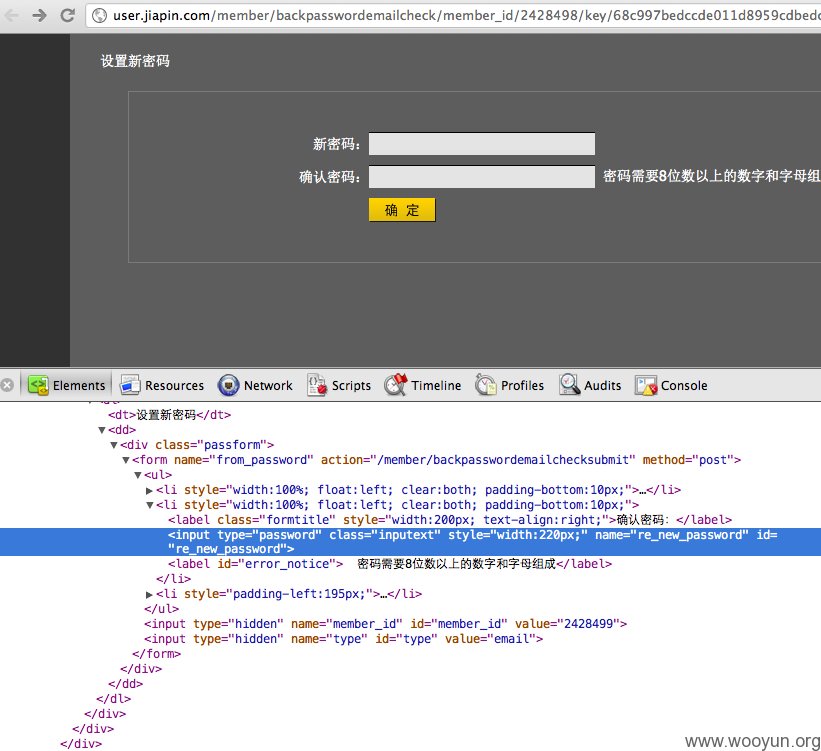 user.jiapin.com/member/backpasswordemailcheck/member_id/2428498/key/68c997bedccde011d8959cdbedc
设置新密码
新密码：
确认密码： 密码需要8位数以上的数字和字母组
确 定
Elements Resources Network Scripts Timeline Profiles Audits Console
<dt>设置新密码</dt>
▼<dd>
▼<div class="passform">
▼<form name="from_password" action="/member/backpasswordemailchecksubmit" method="post">
▼<ul>
▶<li style="width:100%; float:left; clear:both; padding-bottom:10px;">…</li>
▼<li style="width:100%; float:left; clear:both; padding-bottom:10px;">
<label class="formtitle" style="width:200px; text-align:right;">确认密码：</label>
<input type="password" class="inputext" style="width:220px;" name="re_new_password" id=
"re_new_password">
<label id="error_notice"> 密码需要8位数以上的数字和字母组成</label>
</li>
▶<li style="padding-left:195px;">…</li>
</ul>
<input type="hidden" name="member_id" id="member_id" value="2428499">
<input type="hidden" name="type" id="type" value="email">
</form>
</div>
</dd>
</dl>
</div>
</div>
</div>
www.wooyun.org